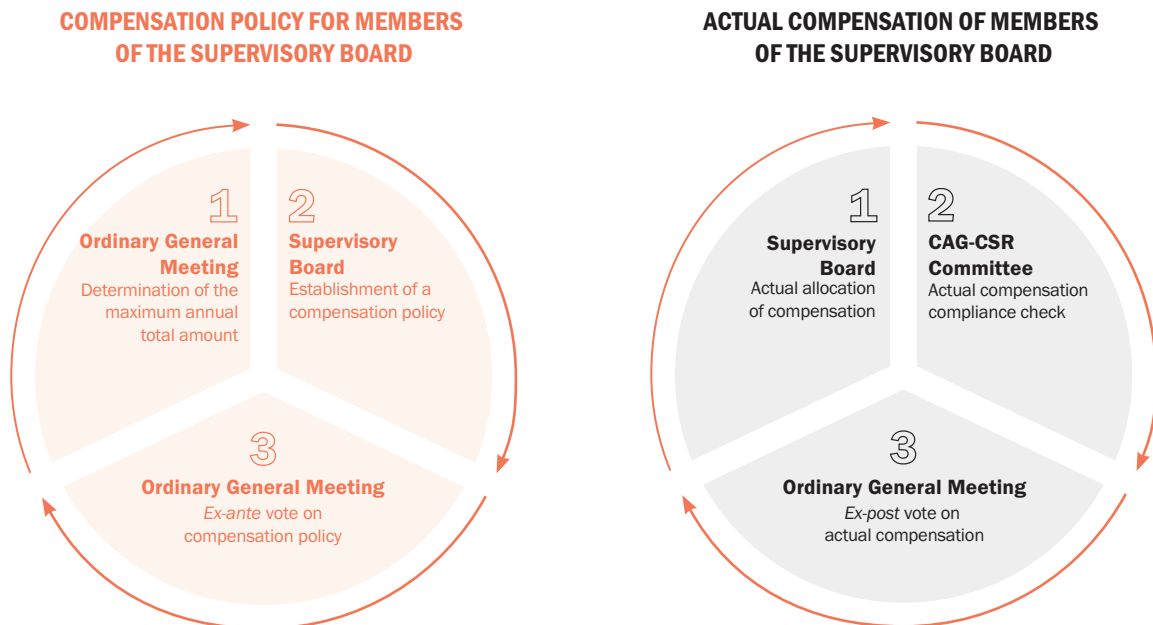 COMPENSATION POLICY FOR MEMBERS
OF THE SUPERVISORY BOARD
1
Ordinary General
Meeting
Determination of the
maximum annual
total amount
2
Supervisory
Board
Establishment of a
compensation policy
3
Ordinary General Meeting
Ex-ante vote on
compensation policy
ACTUAL COMPENSATION OF MEMBERS
OF THE SUPERVISORY BOARD
1
Supervisory
Board
Actual allocation
of compensation
2
CAG-CSR
Committee
Actual compensation
compliance check
3
Ordinary General Meeting
Ex-post vote on
actual compensation